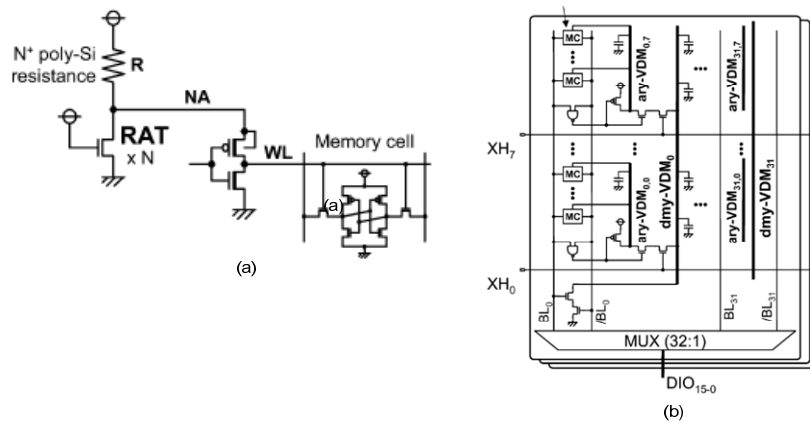 N+ poly-Si
resistance
R
NA
RAT
x N
WL
Memory cell
(a)
(a)
MC
MC
ary-VDM0,7
ary-VDM31,7
XH7
MC
MC
ary-VDM0,0
dmy-VDM0
ary-VDM31,0
dmy-VDM31
XH0
BL0
/BL0
BL31
/BL31
MUX (32:1)
DIO15-0
(b)